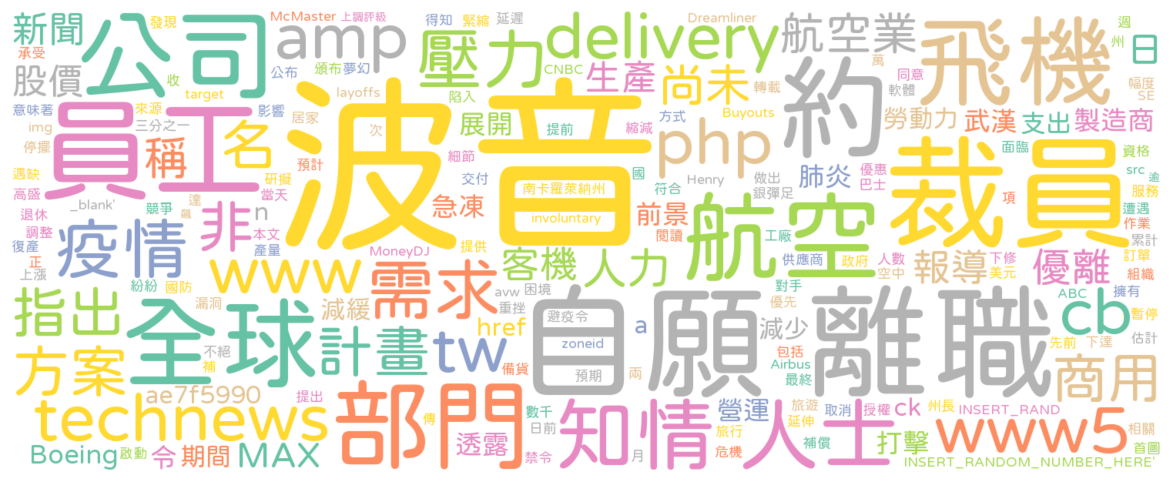 新聞
承受
發現
公司
McMaster 上調評級
amp
得知 緊縮 延遲
壓力
delivery
Dreamliner
航空業
飛機
週
州
日
股價
收
公布
頒布
夢幻
CNBC
生產
尚未
轉載
萬
同意
軟體
幅度
SE
意味著
img
停擺
來源
三分之一
target
影響
layoffs
陷入
方式
Buyouts
約
勞動力
武漢
支出
製造商
員工
稱
名
居家
次
波音
展開
提前
縮減
php
裁員
面臨
資格
遇缺
高盛
預計
細節
研擬
國
做出
優惠
巴士
src
逾
服務
_blank'
競爭
達
飆
當天
交付
南卡羅萊納州
符合
Henry
銀彈足
肺炎
項
遭遇
退休
調整
非
n
本文
產量
急凍
involuntary
前景
閱讀
航空
工廠
作業
累計
復產
正
上漲
疫情
www
MoneyDJ
提供
客機
人力
供應商
政府
人數
空中
報導
下修
美元
優離
訂單
組織
紛紛
國防
需求
avw
困境
重挫
對手
優先
ABC
擁有
指出
全球
漏洞
減緩
計畫
href
避疫令
自願
離職
減少
cb
暫停
估計
方案
不絕
補
tw
a
zoneid
預期
兩
包括
Airbus
最終
先前
下達
商用
ae7f5990
備貨
technews
提出
部門
傳
數千
日前
知情人士
營運
旅行
旅遊
延伸
取消
授權
ck
州長
INSERT_RAND
www5
相關
Boeing
啟動
令
期間
MAX
透露
禁令
月
危機
補償
打擊
首圖
INSERT_RANDOM_NUMBER_HERE'